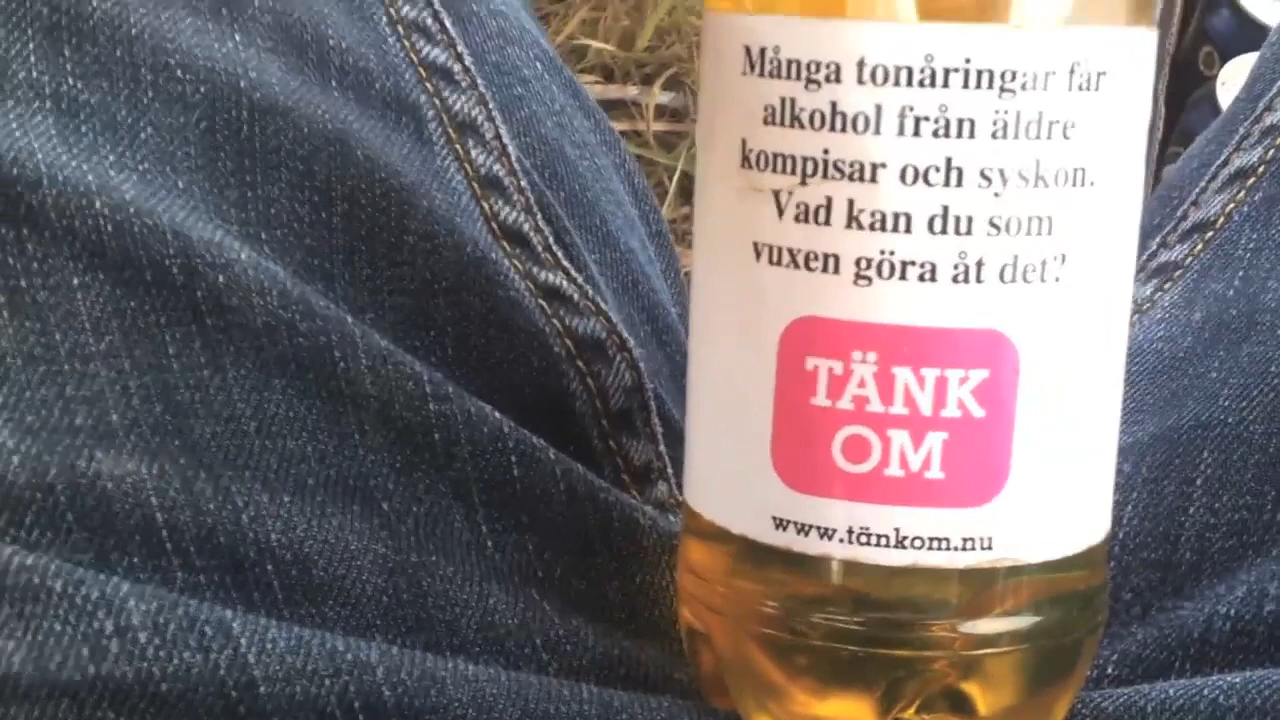 Många tonåringar får
alkohol från äldre
kompisar och syskon.
Vad kan du som
vuxen göra åt det?
TÄNK
OM
www.tänkom.nu